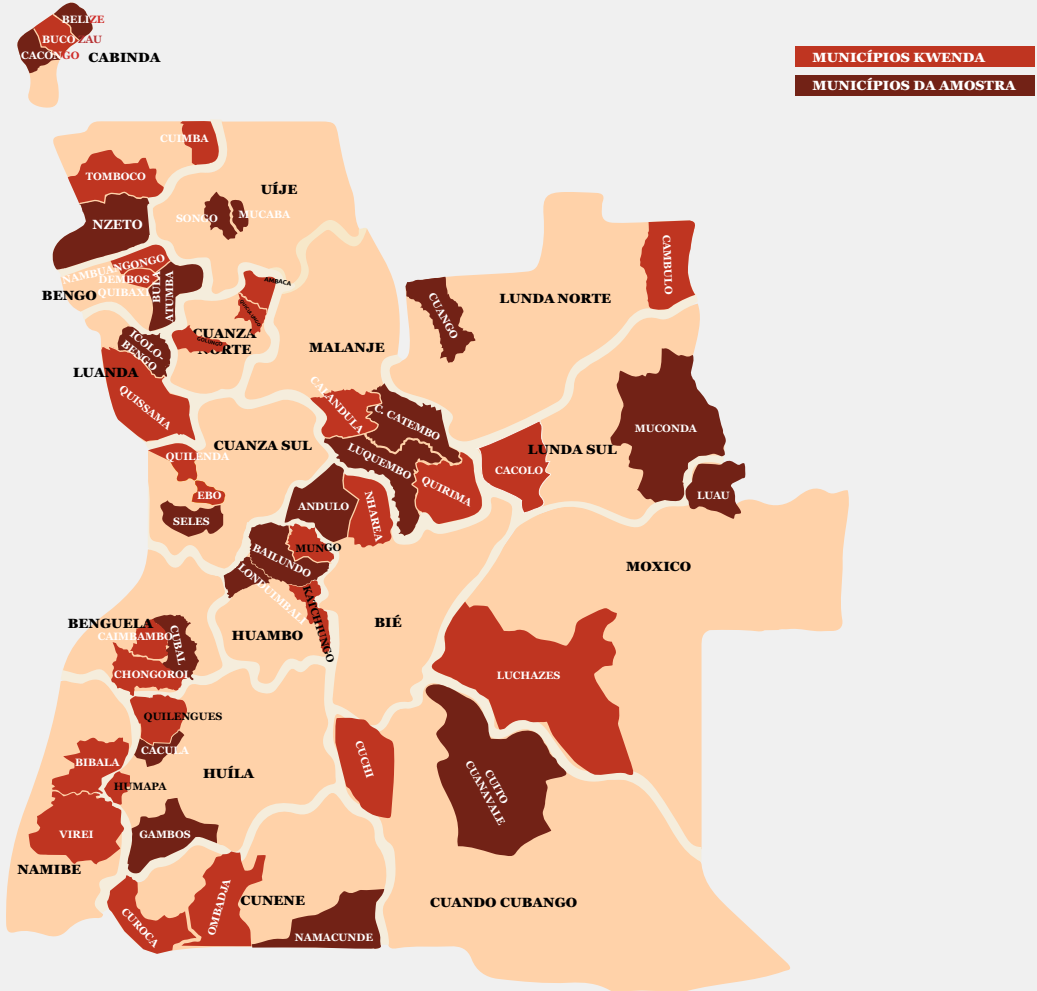 BELIZE
BUCOZAU
CACONGO
CABINDA
MUNICÍPIOS KWENDA
MUNICÍPIOS DA AMOSTRA
CUIMBA
TOMBOCO
UÍJE
SONGO
MUCABA
NZETO
NAMBUANGONGO
DEMBOS
QUIBAXE
BULA
ATUMBA
BENGO
AMBACA
CAMBULO
CUANGO
LUNDA NORTE
CUANZA
NORTE
GOLUNGO
MALANJE
ICOLO-
BENGO
LUANDA
QUISSAMA
CALANDULA
C. CATEMBO
MUCONDA
CUANZA SUL
LUNDA SUL
QUILENDA
LUQUEMBO
CACOLO
QUIRIMA
EBO
LUAU
SELES
ANDULO
NHAREA
MUNGO
BAILUNDO
MOXICO
LONDUIMBALI
KATCHIUNGO
BENGUELA
BIÉ
CAIMBAMBO
CUBAL
HUAMBO
CHONGOROI
LUCHAZES
QUILENGUES
CACULA
BIBALA
CUCHI
HUÍLA
HUMAPA
CUITO
CUANAVALE
VIREI
GAMBOS
NAMIBE
CUNENE
CUANDO CUBANGO
OMBADJA
CUROCA
NAMACUNDE